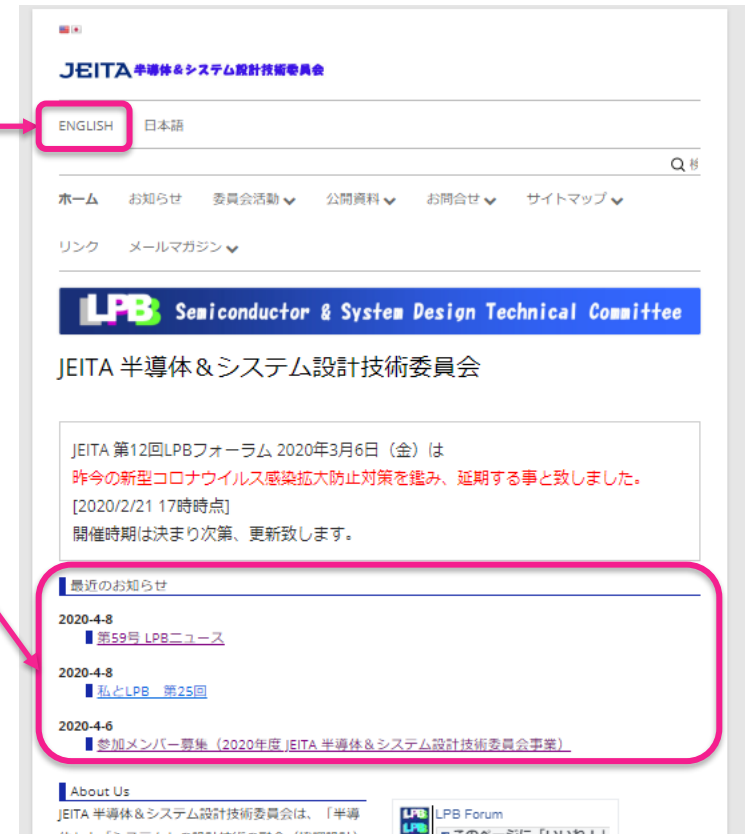 JEITA 半導体&システム設計技術委員会
ENGLISH 日本語
ホーム お知らせ 委員会活動 公開資料 お問合せ サイトマップ
リンク メールマガジン
LPB Semiconductor & System Design Technical Committee
JEITA 半導体&システム設計技術委員会
JEITA 第12回LPBフォーラム 2020年3月6日(金)は
昨今の新型コロナウイルス感染拡大防止対策を鑑み、延期する事と致しました。
[2020/2/21 17時時点]
開催時期は決まり次第、更新致します。
最近のお知らせ
2020-4-8
第59号 LPBニュース
2020-4-8
私とLPB 第25回
2020-4-6
参加メンバー募集(2020年度 JEITA 半導体&システム設計技術委員会事業)
About Us
JEITA 半導体&システム設計技術委員会は、「半導
LPB Forum